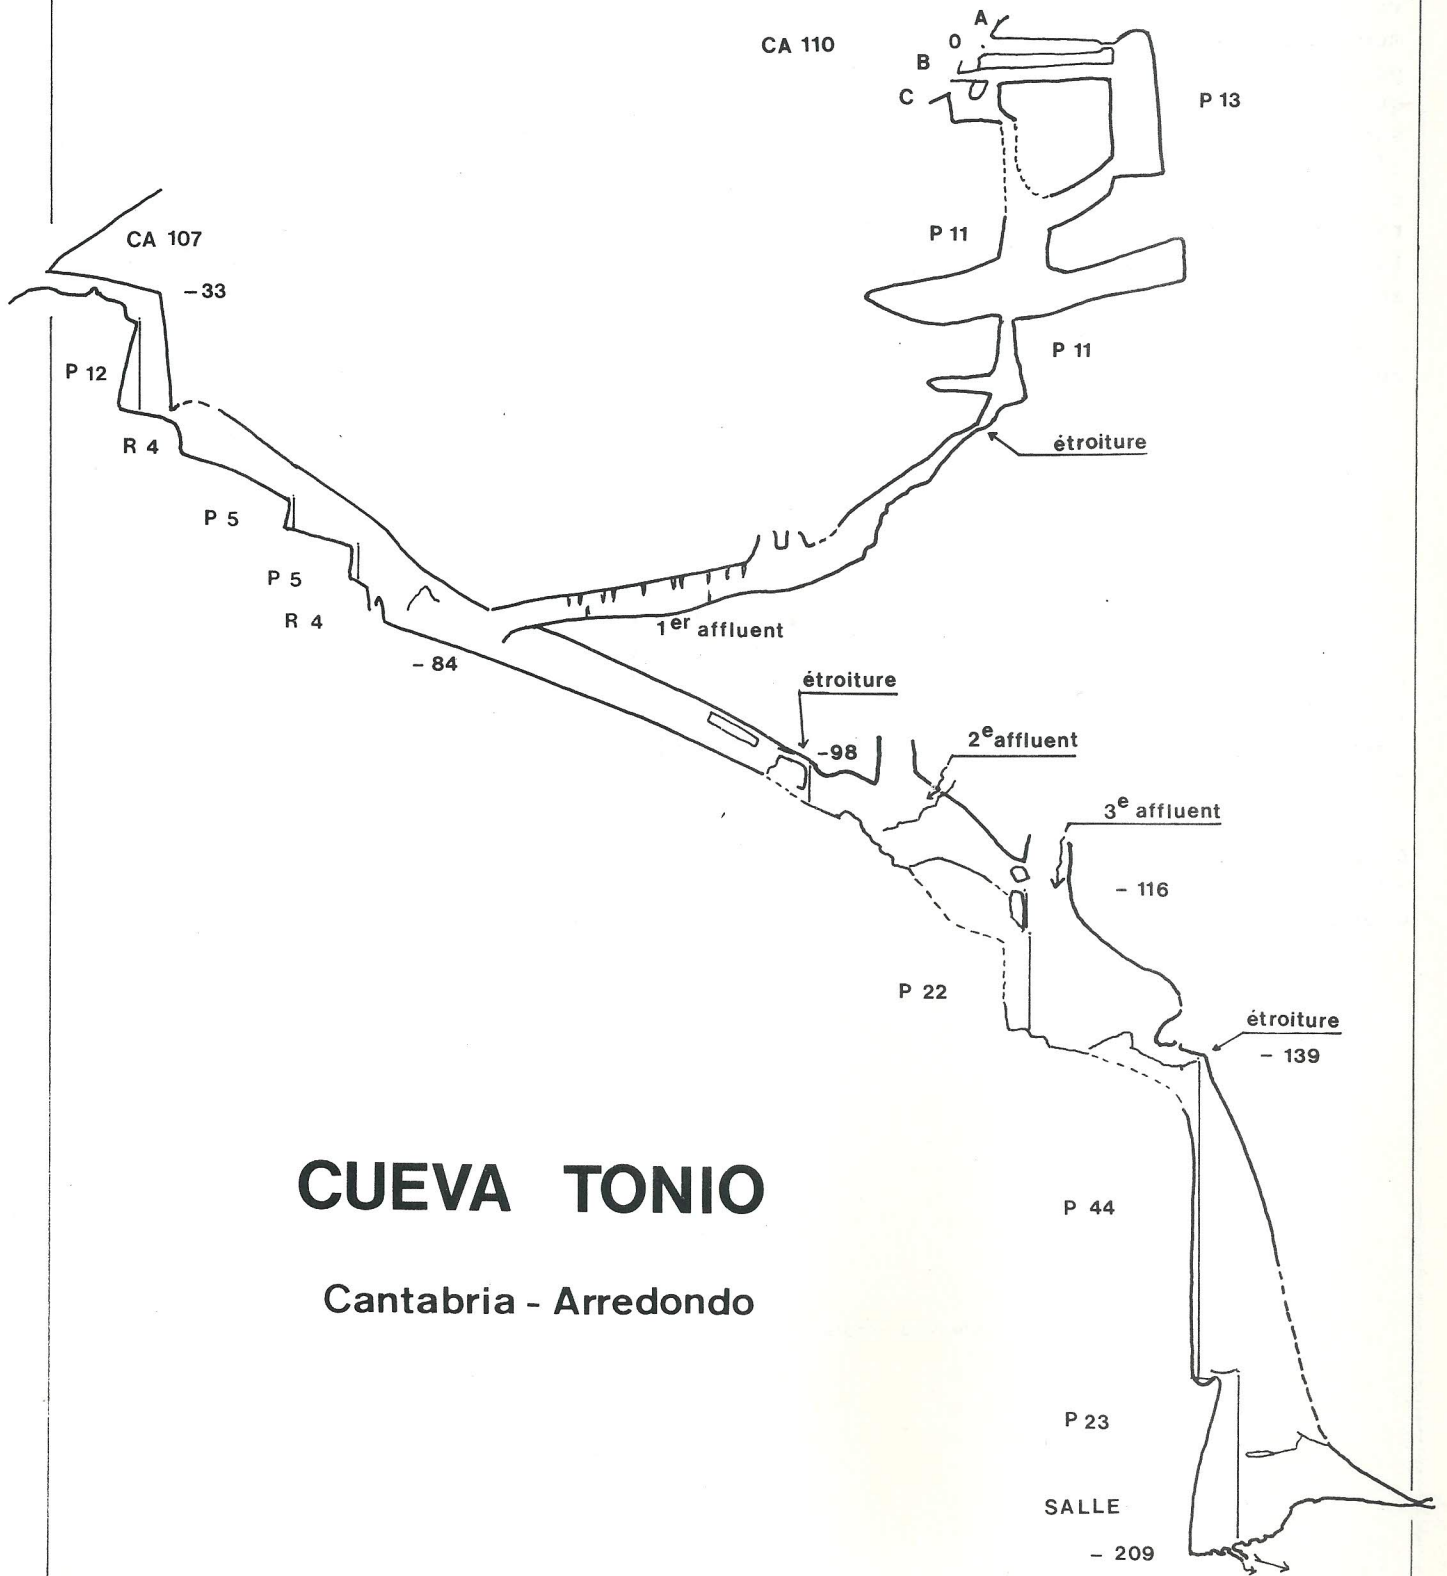 A
CA 110
O
B
C
P 13
CA 107
P 11
-33
P 11
P 12
étroiture
R 4
P 5
P 5
R 4
1er affluent
- 84
étroiture
2e affluent
-98
3e affluent
- 116
P 22
étroiture
- 139
CUEVA TONIO
P 44
Cantabria - Arredondo
P 23
SALLE
- 209